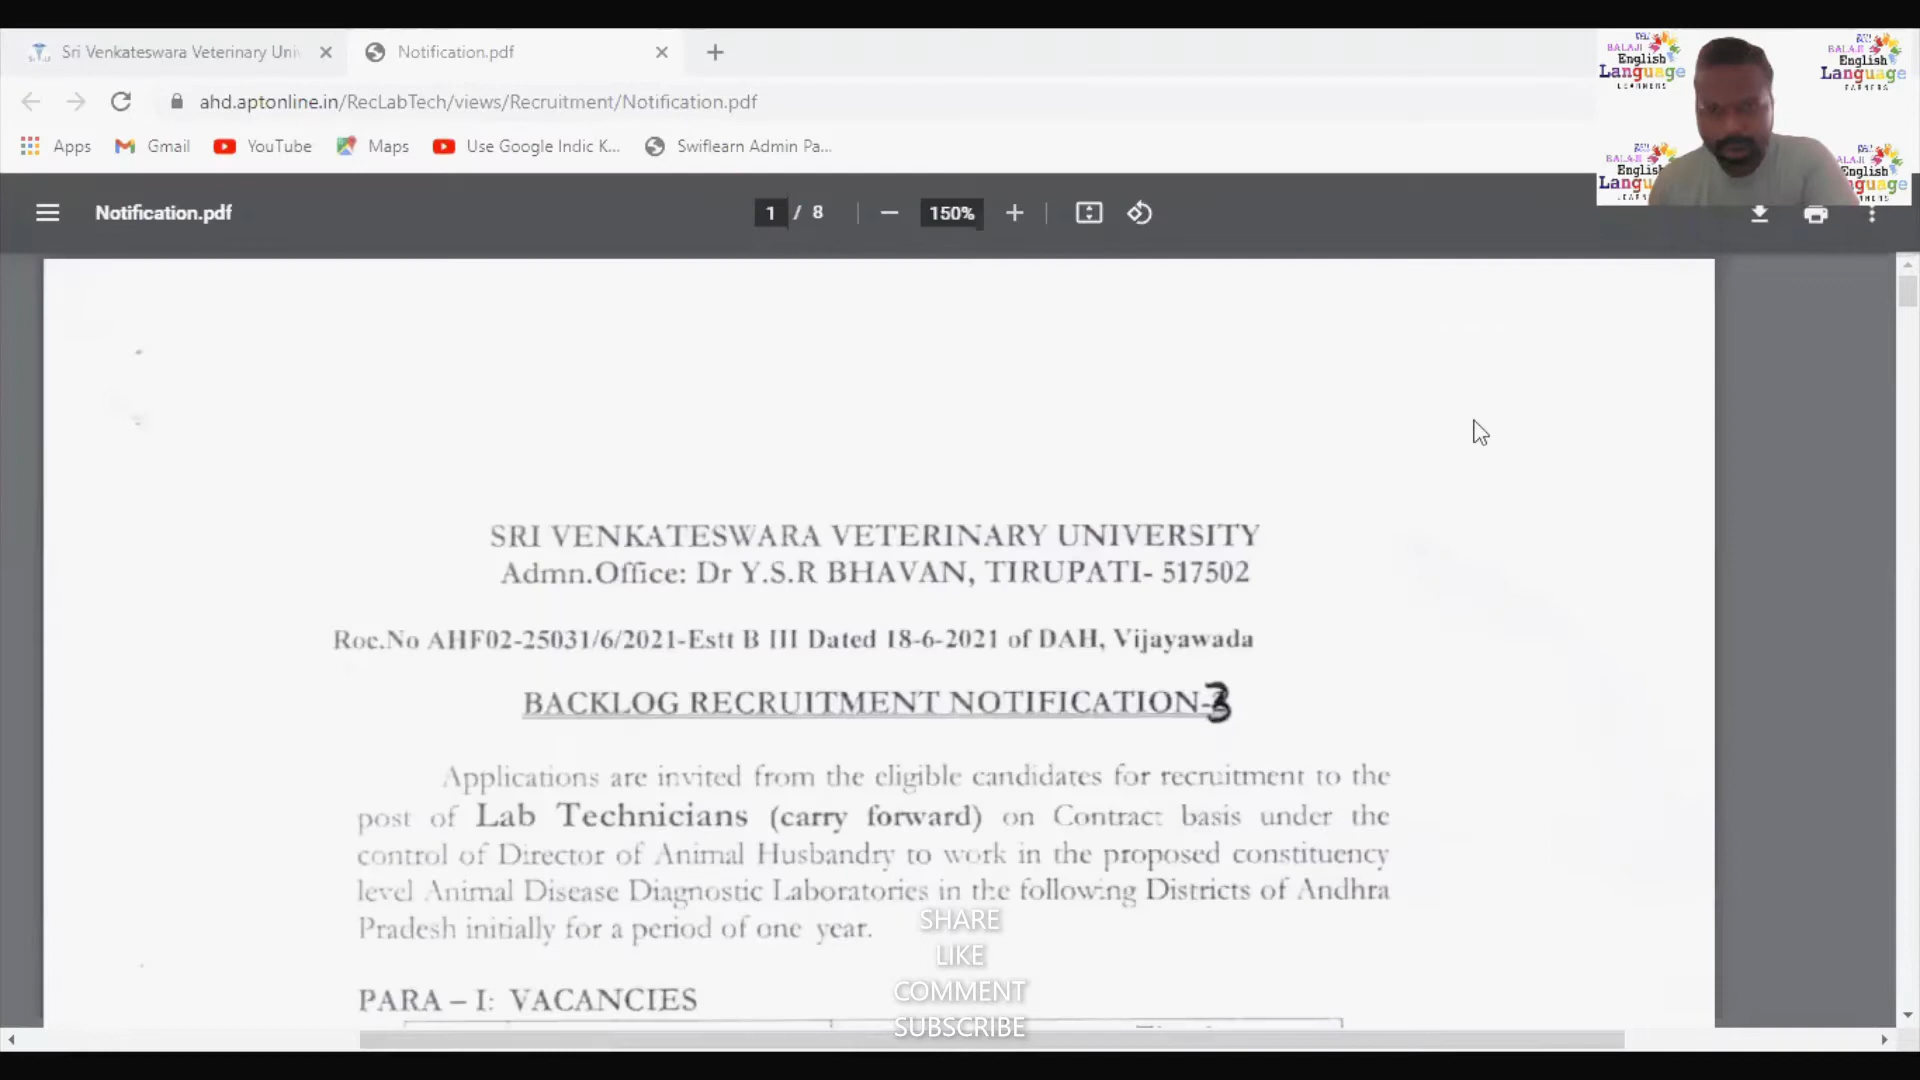 Sri Venkateswara Veterinary Univ
Notification.pdf
ahd.aptonline.in/RecLabTech/views/Recruitment/Notification.pdf
Apps
Gmail
YouTube
Maps
Use Google Indic K...
Swiflearn Admin Pa...
BALAJI
English
Language
LEARNERS
BALAJI
English
Language
English
Notification.pdf
1 / 8
150%
SRI VENKATESWARA VETERINARY UNIVERSITY
Admn.Office: Dr Y.S.R BHAVAN, TIRUPATI- 517502
Roc.No AHF02-25031/6/2021-Estt B III Dated 18-6-2021 of DAH, Vijayawada
BACKLOG RECRUITMENT NOTIFICATION-3
Applications are invited from the eligible candidates for recruitment to the
post of Lab Technicians (carry forward) on Contract basis under the
control of Director of Animal Husbandry to work in the proposed constituency
level Animal Disease Diagnostic Laboratories in the following Districts of Andhra
Pradesh initially for a period of one year.
PARA – I: VACANCIES
SHARE
LIKE
COMMENT
SUBSCRIBE